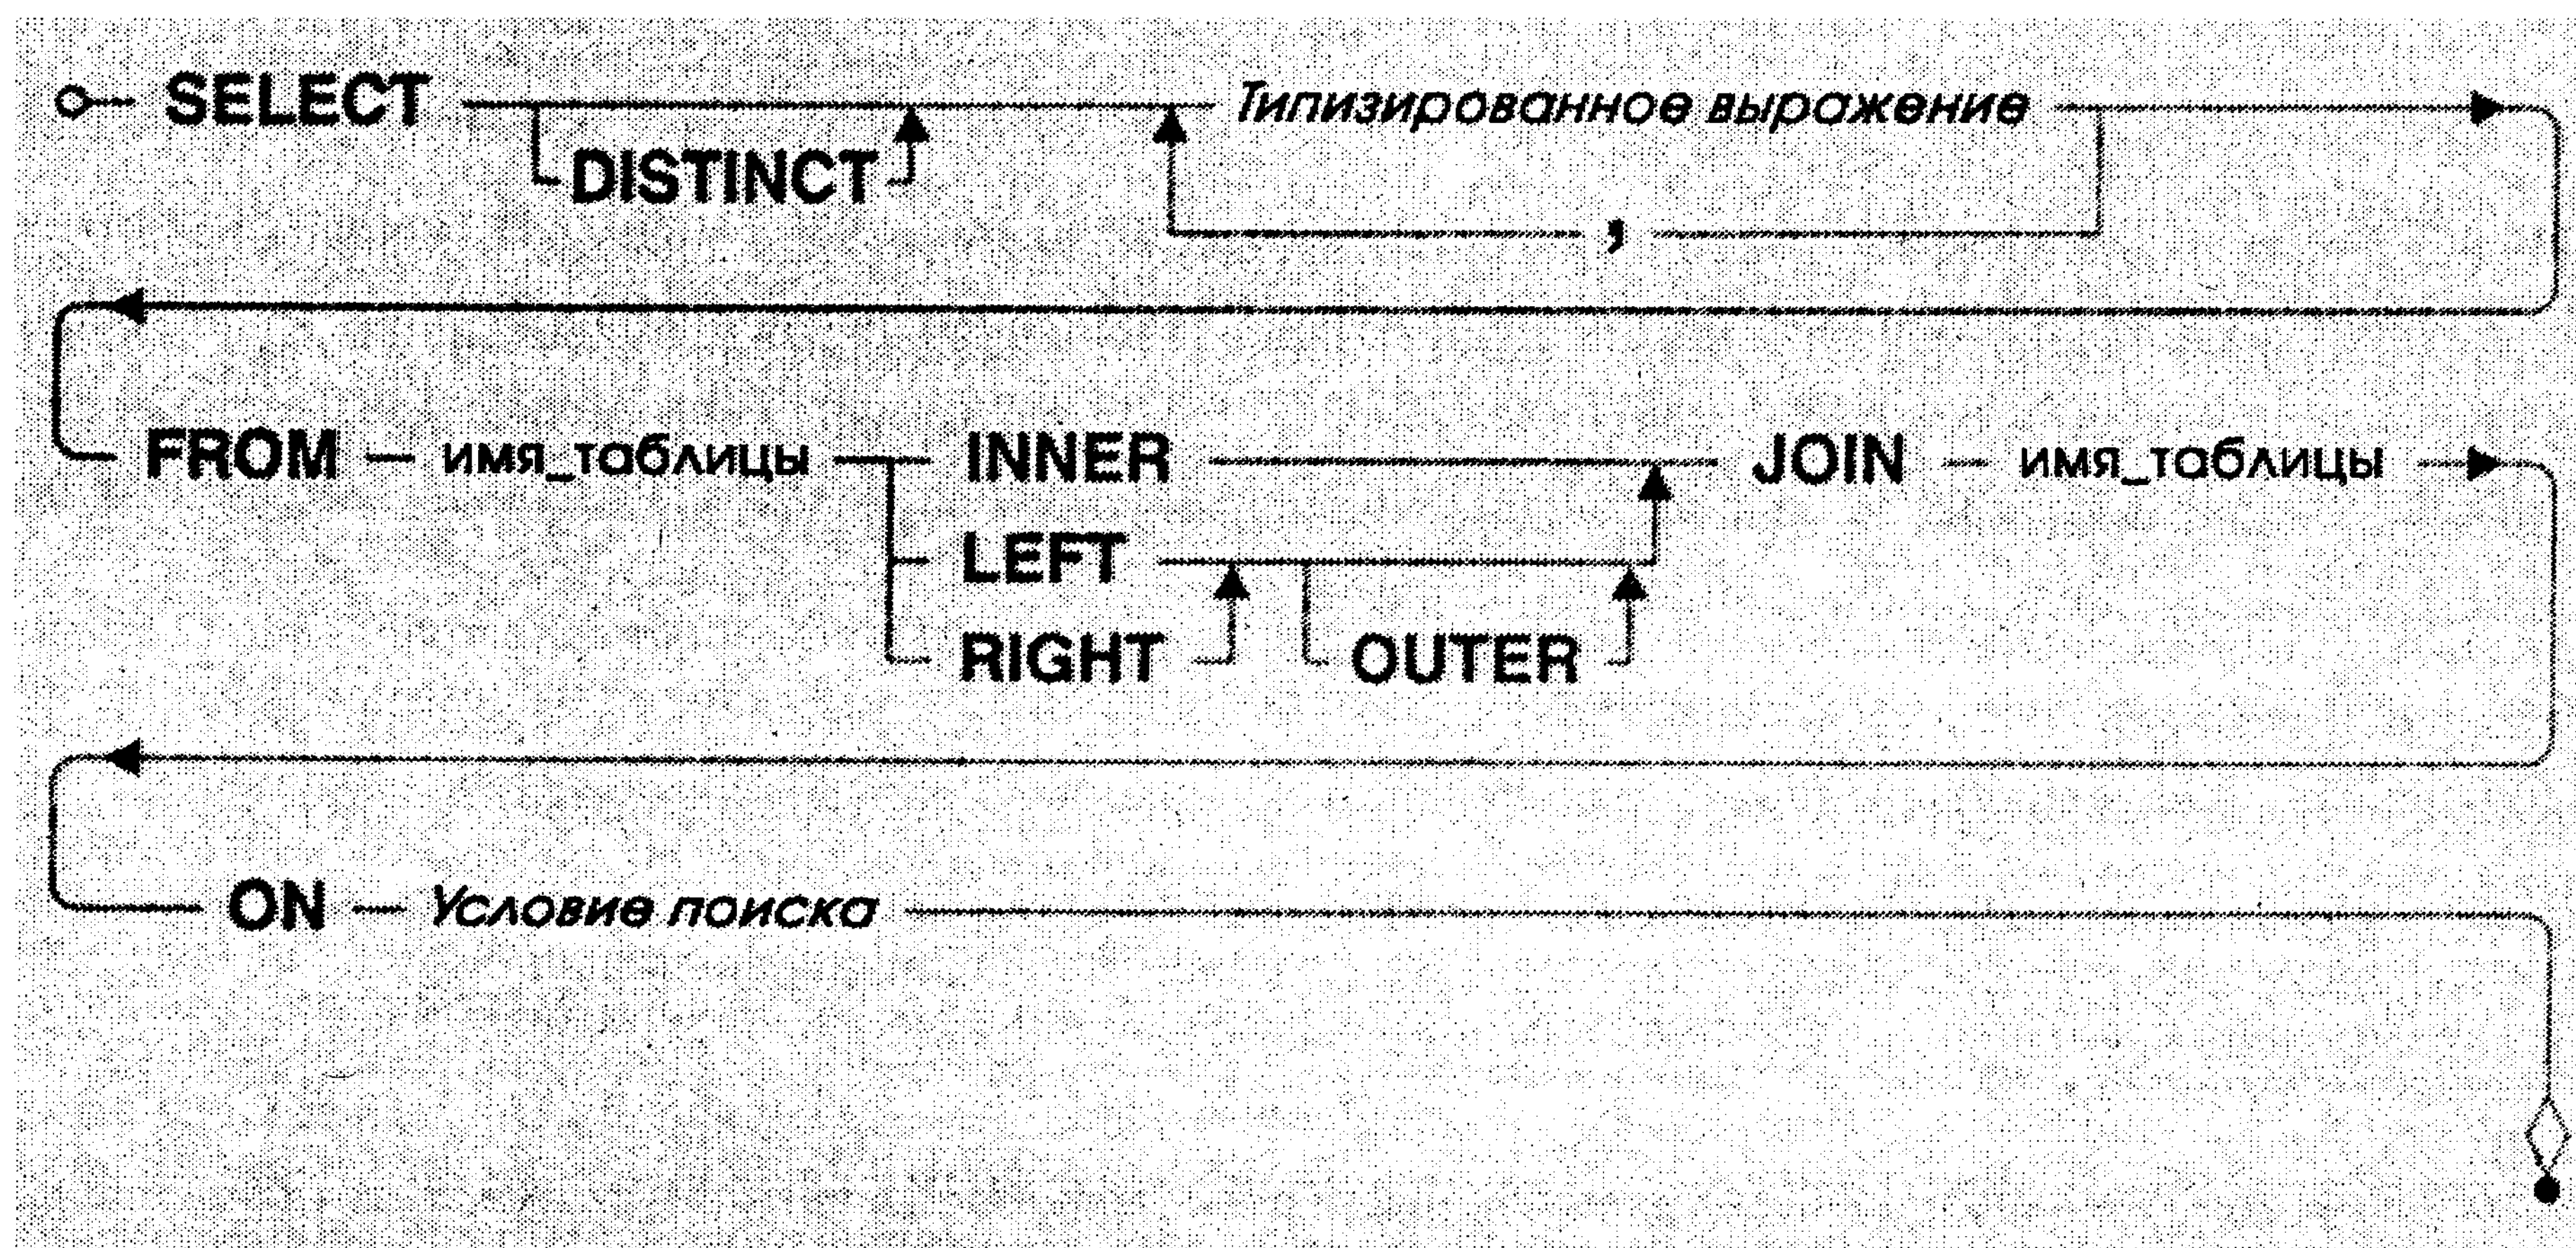 SELECT Типизированное выражение
DISTINCT
,
FROM имя_таблицы INNER JOIN имя_таблицы
LEFT
RIGHT OUTER
ON Условие поиска